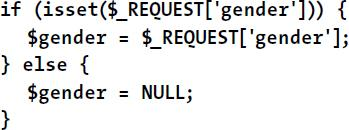 if (isset($_REQUEST['gender'])) {
   $gender = $_REQUEST['gender'];
} else {
   $gender = NULL;
}